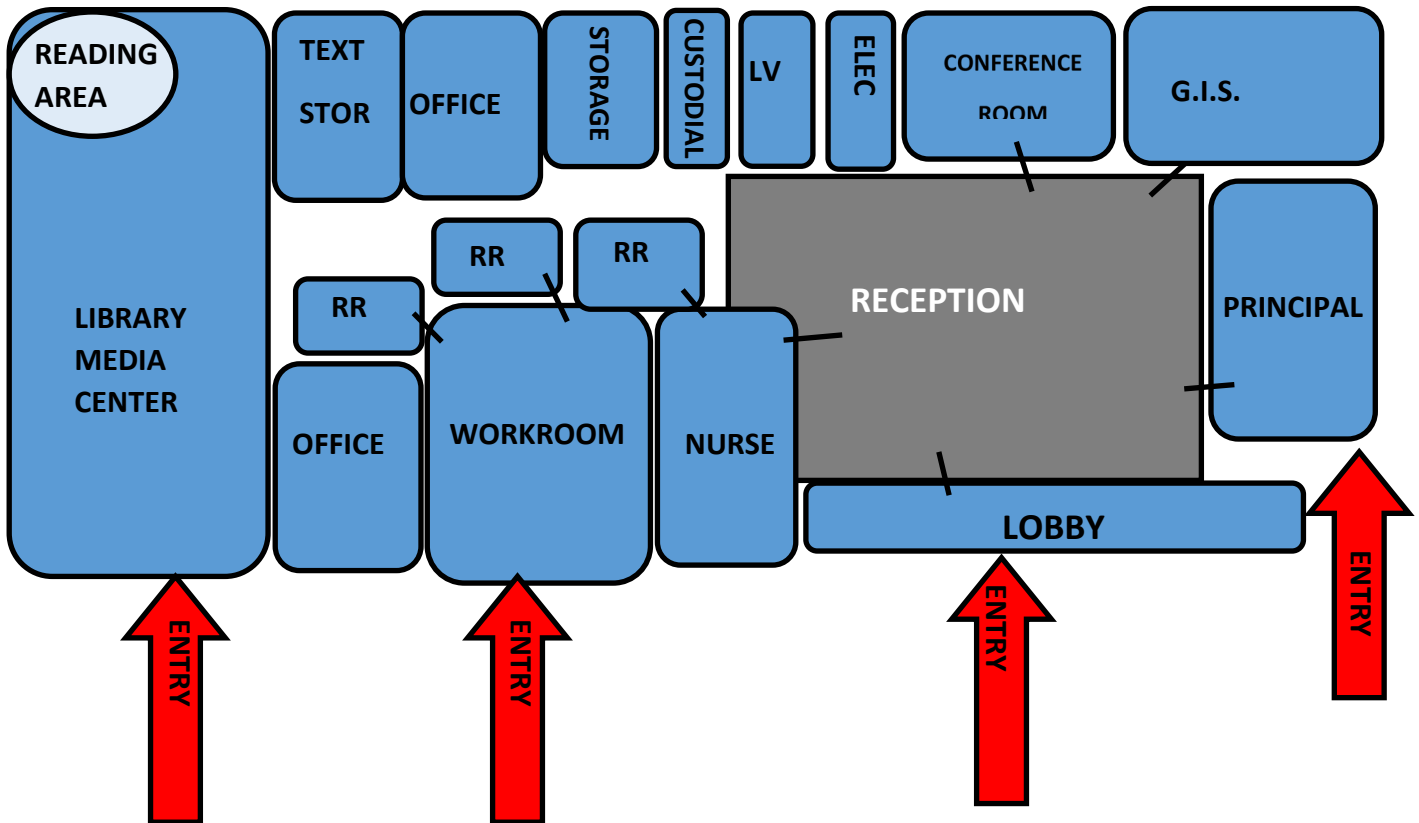 READING
AREA
TEXT
STOR
OFFICE
STORAGE
CUSTODIAL
LV
ELEC
CONFERENCE
ROOM
G.I.S.
RR
RR
RR
RECEPTION
PRINCIPAL
LIBRARY
MEDIA
CENTER
OFFICE
WORKROOM
NURSE
LOBBY
ENTRY
ENTRY
ENTRY
ENTRY